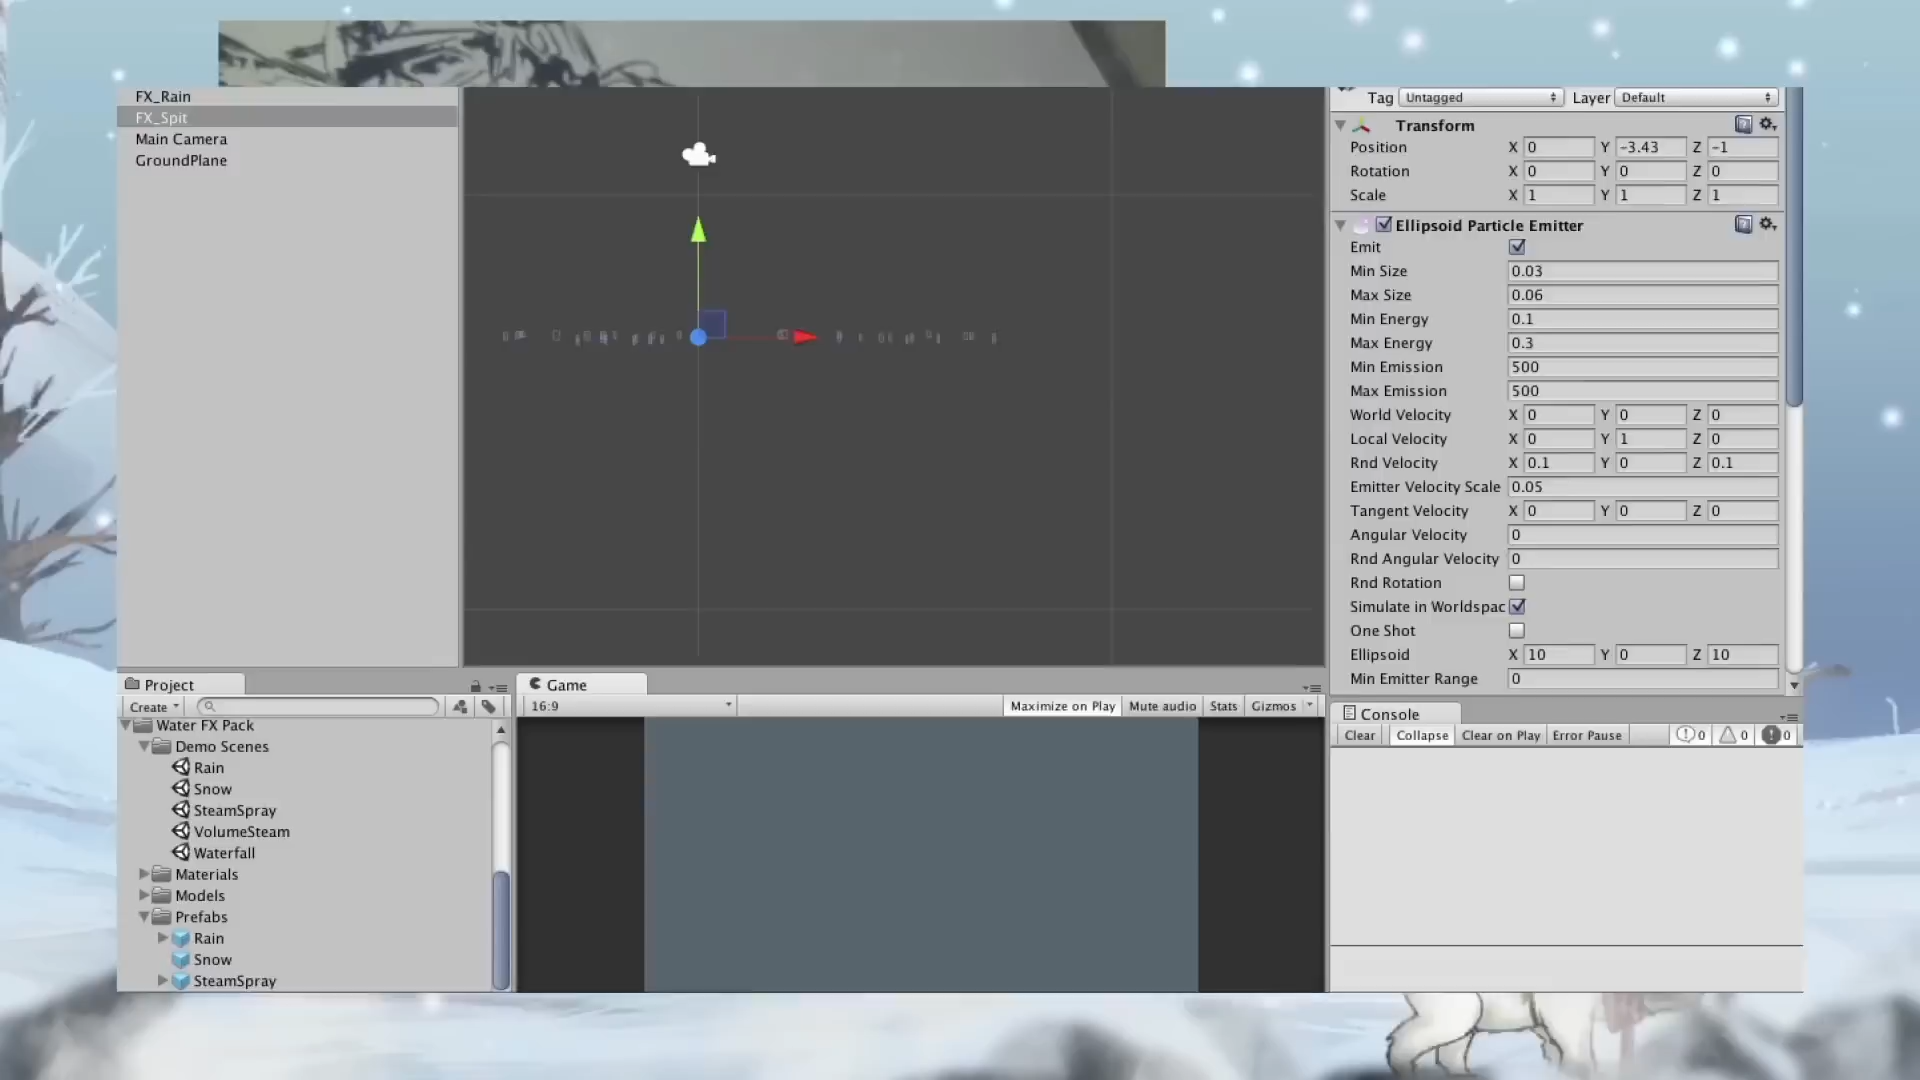 FX_Rain
FX_Spit
Main Camera
GroundPlane
Tag Untagged Layer Default
Transform
Position X 0 Y -3.43 Z -1
Rotation X 0 Y 0 Z 0
Scale X 1 Y 1 Z 1
Ellipsoid Particle Emitter
Emit
Min Size 0.03
Max Size 0.06
Min Energy 0.1
Max Energy 0.3
Min Emission 500
Max Emission 500
World Velocity X 0 Y 0 Z 0
Local Velocity X 0 Y 1 Z 0
Rnd Velocity X 0.1 Y 0 Z 0.1
Emitter Velocity Scale 0.05
Tangent Velocity X 0 Y 0 Z 0
Angular Velocity 0
Rnd Angular Velocity 0
Rnd Rotation
Simulate in Worldspac
One Shot
Ellipsoid X 10 Y 0 Z 10
Min Emitter Range 0
Project
Create
Water FX Pack
Demo Scenes
Rain
Snow
SteamSpray
VolumeSteam
Waterfall
Materials
Models
Prefabs
Rain
Snow
SteamSpray
Game
16:9 Maximize on Play Mute audio Stats Gizmos
Console
Clear Collapse Clear on Play Error Pause 0 0 0